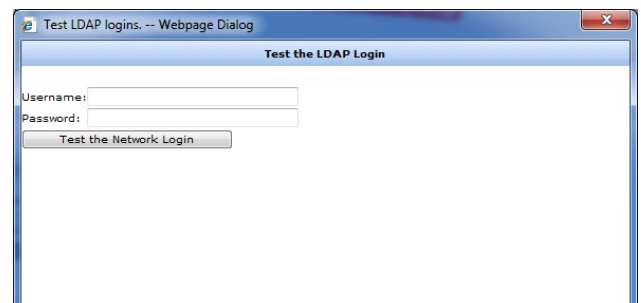 Test LDAP logins. -- Webpage Dialog
Test the LDAP Login
Username:
Password:
Test the Network Login